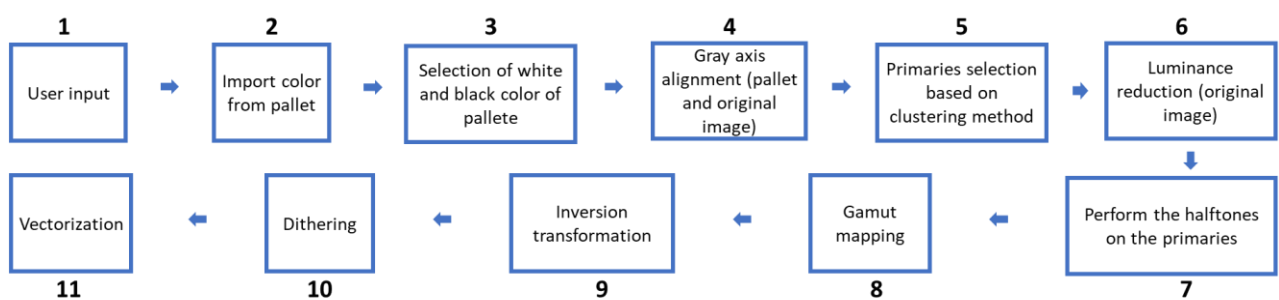 1
2
3
4
5
6
User input
Import color
from pallet
Selection of white
and black color of
pallete
Gray axis
alignment (pallet
and original
image)
Primaries selection
based on
clustering method
Luminance
reduction (original
image)
Vectorization
Dithering
Inversion
transformation
Gamut
mapping
Perform the halftones
on the primaries
11
10
9
8
7